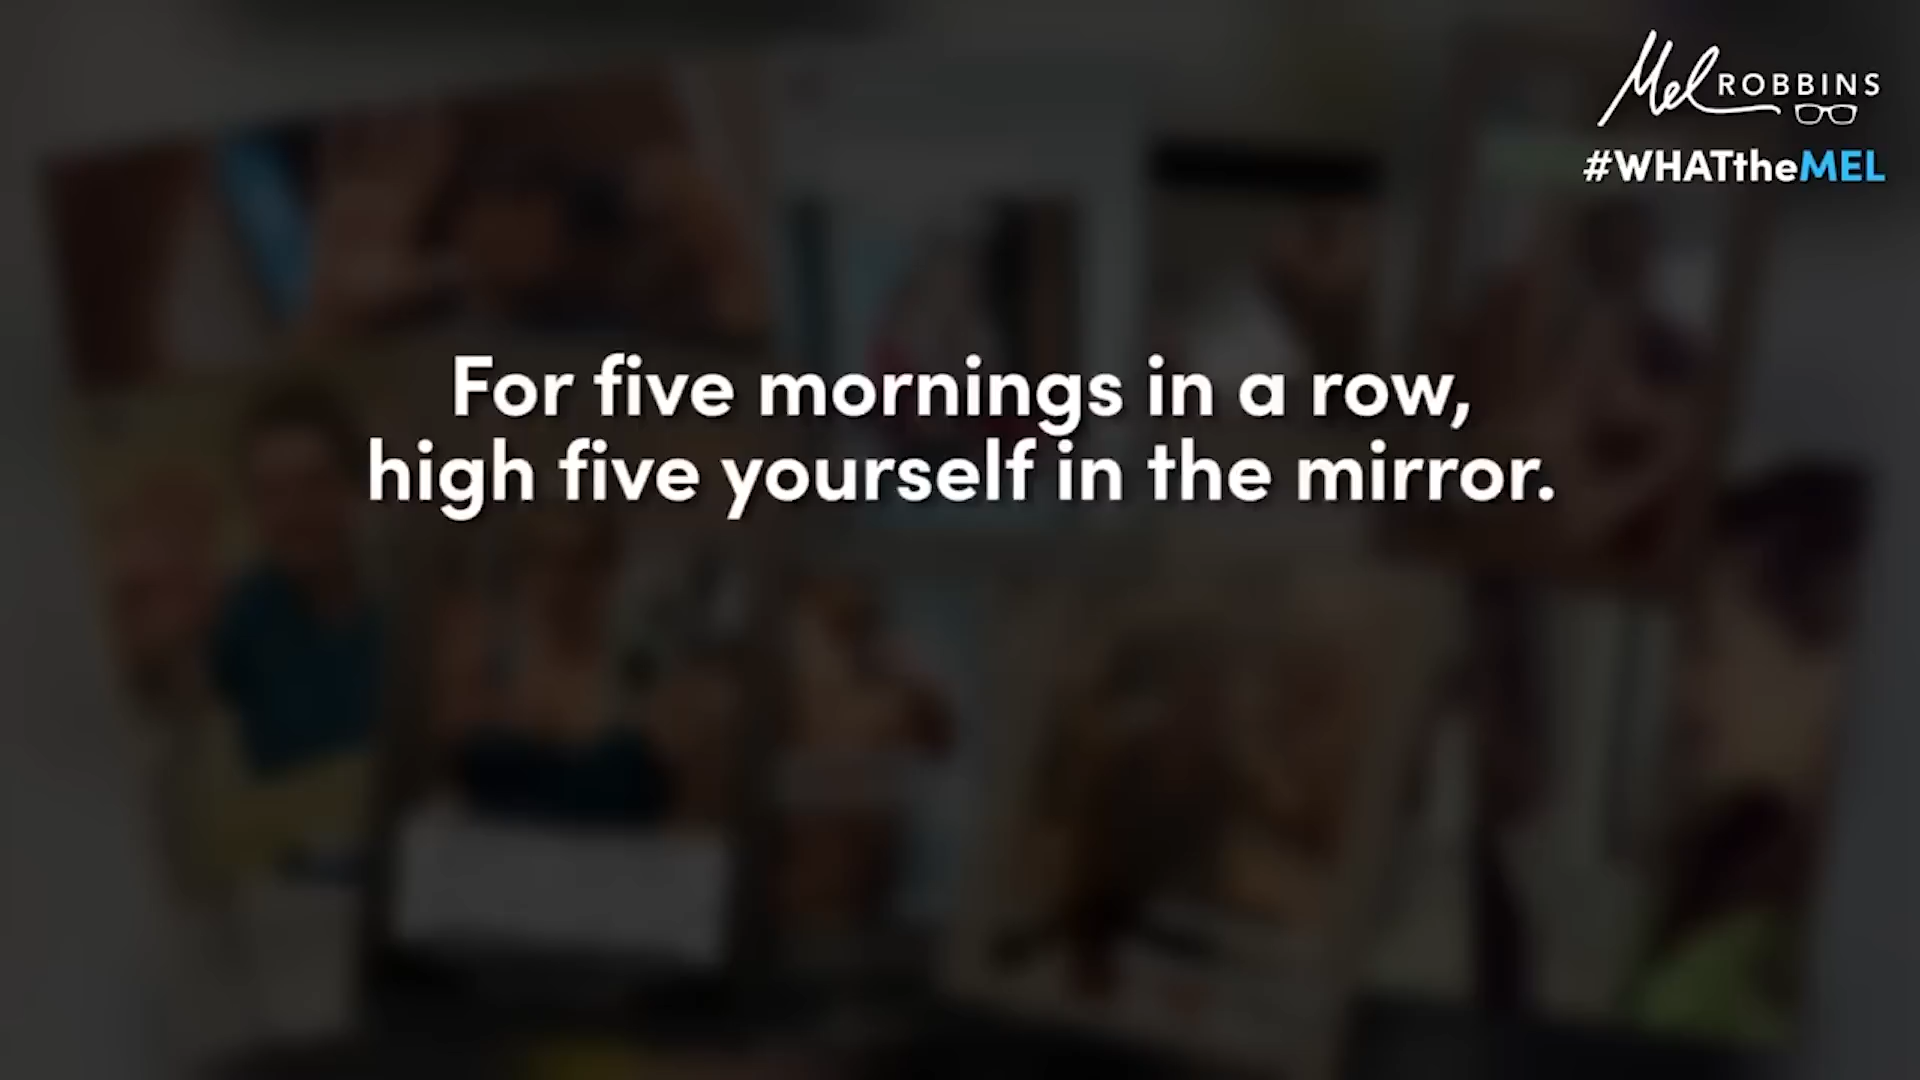 Mel ROBBINS
#WHATtheMEL
For five mornings in a row,
high five yourself in the mirror.